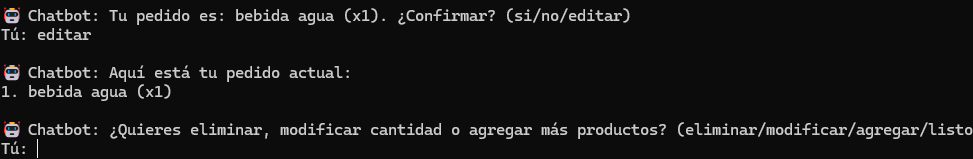 Chatbot: Tu pedido es: bebida agua (x1). ¿Confirmar? (si/no/editar)
Tú: editar
Chatbot: Aquí está tu pedido actual:
1. bebida agua (x1)
Chatbot: ¿Quieres eliminar, modificar cantidad o agregar más productos? (eliminar/modificar/agregar/listo
Tú: